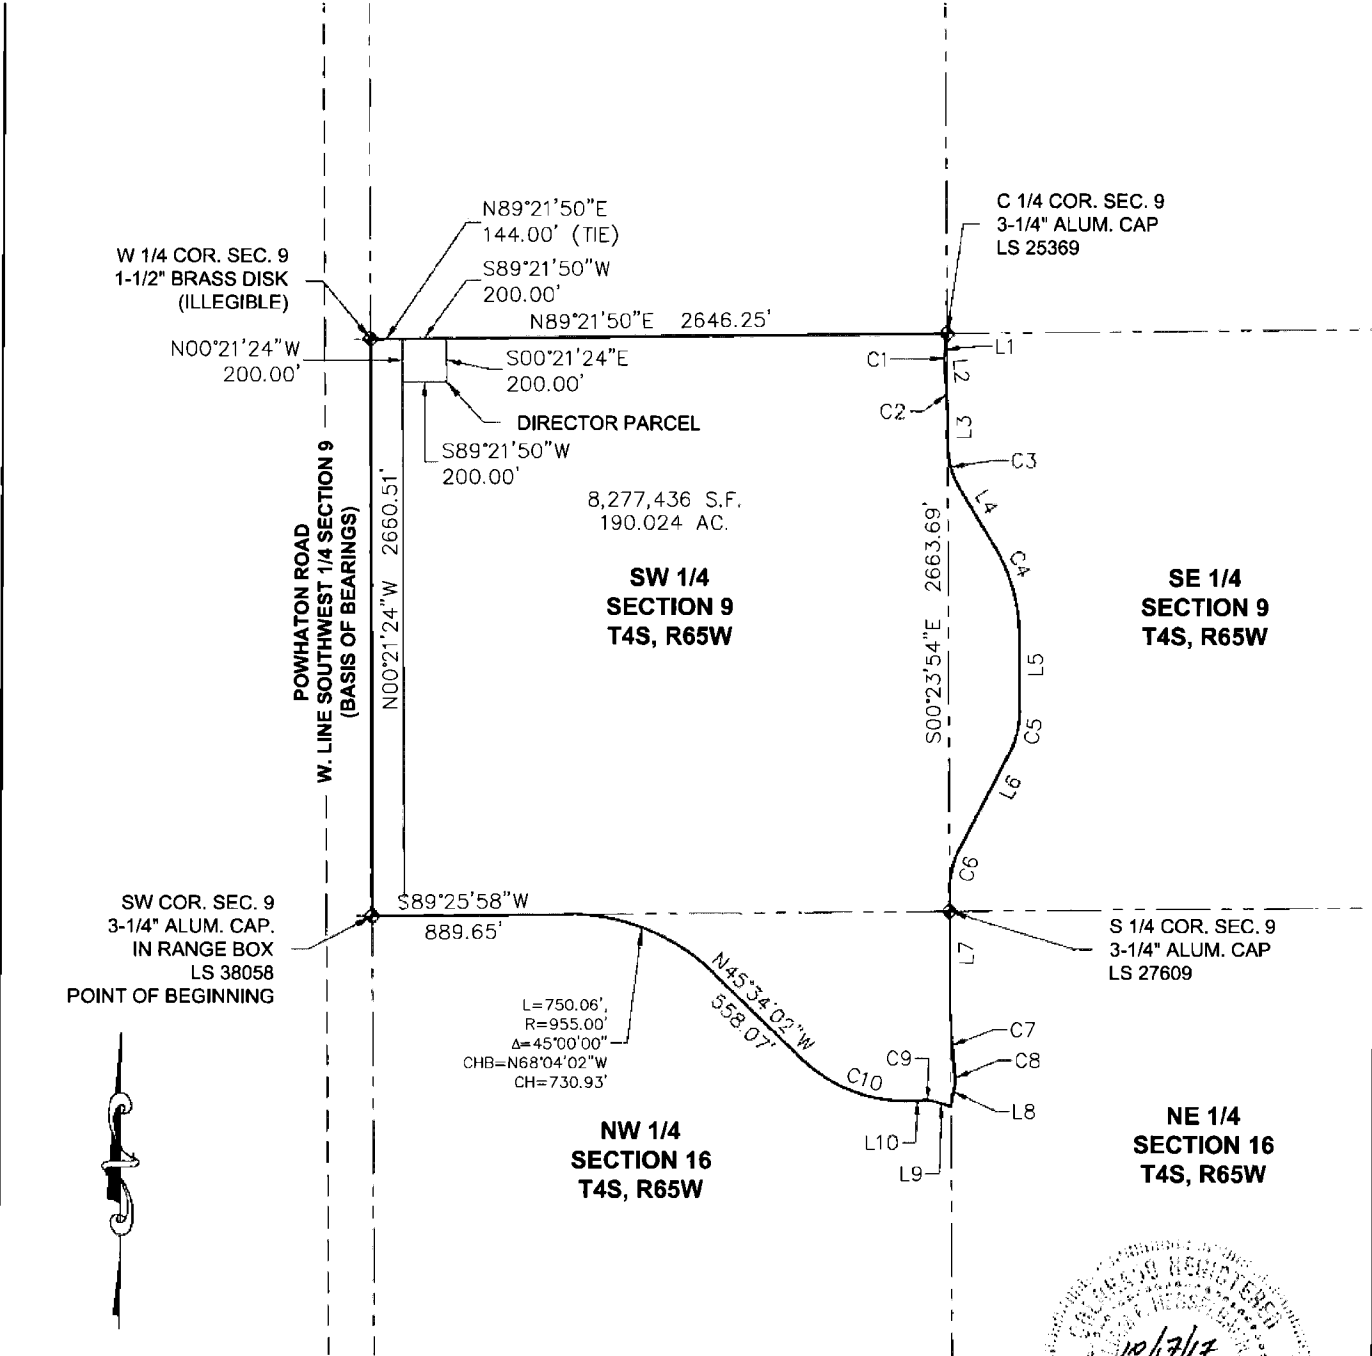 N89°21'50"E
144.00' (TIE)
S89°21'50"W
200.00'
C 1/4 COR. SEC. 9
3-1/4" ALUM. CAP
LS 25369
W 1/4 COR. SEC. 9
1-1/2" BRASS DISK
(ILLEGIBLE)
N89°21'50"E 2646.25'
N00°21'24"W
200.00'
S00°21'24"E
200.00'
C1
L1
L2
C2
L3
DIRECTOR PARCEL
S89°21'50"W
200.00'
C3
8,277,436 S.F.
190.024 AC.
L4
C4
POWHATON ROAD
W. LINE SOUTHWEST 1/4 SECTION 9
(BASIS OF BEARINGS)
N00°21'24"W 2660.51'
SW 1/4
SECTION 9
T4S, R65W
S00°23'54"E 2663.69'
SE 1/4
SECTION 9
T4S, R65W
L5
C5
L6
C6
SW COR. SEC. 9
3-1/4" ALUM. CAP.
IN RANGE BOX
LS 38058
POINT OF BEGINNING
S89°25'58"W
889.65'
S 1/4 COR. SEC. 9
3-1/4" ALUM. CAP
LS 27609
L7
N45°34'02"W
558.07'
L=750.06',
R=955.00'
Δ=45°00'00"
CHB=N68°04'02"W
CH=730.93'
C7
C8
C9
C10
L8
L10
L9
NW 1/4
SECTION 16
T4S, R65W
NE 1/4
SECTION 16
T4S, R65W
COLORADO REGISTERED
10/17/17